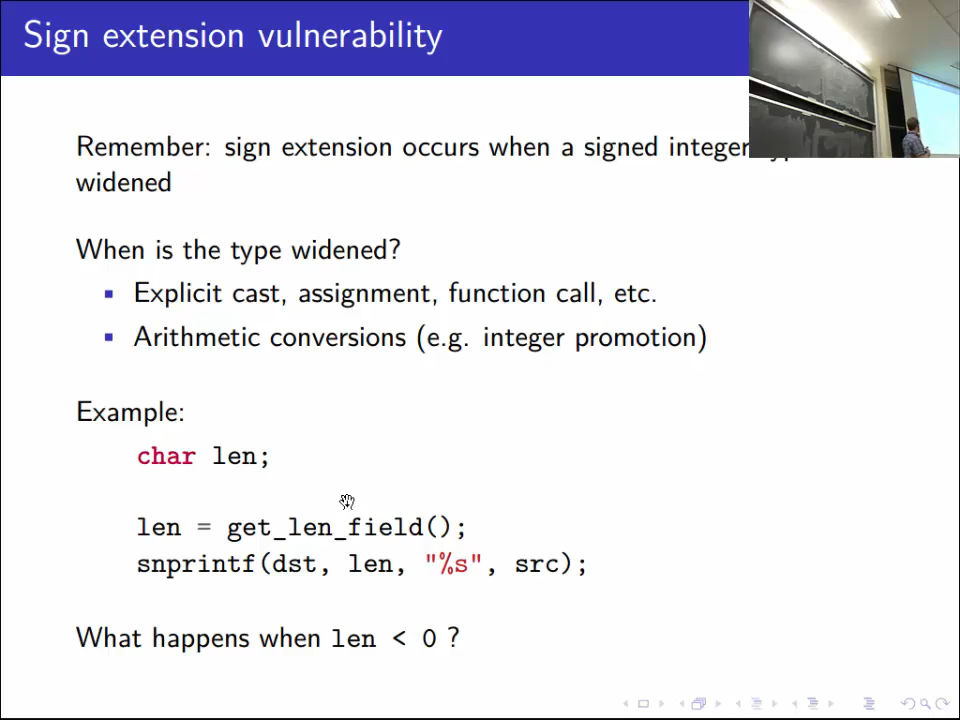 Sign extension vulnerability
Remember: sign extension occurs when a signed integer
widened
When is the type widened?
Explicit cast, assignment, function call, etc.
Arithmetic conversions (e.g. integer promotion)
Example:
char len;
len = get_len_field();
snprintf(dst, len, "%s", src);
What happens when len < 0 ?